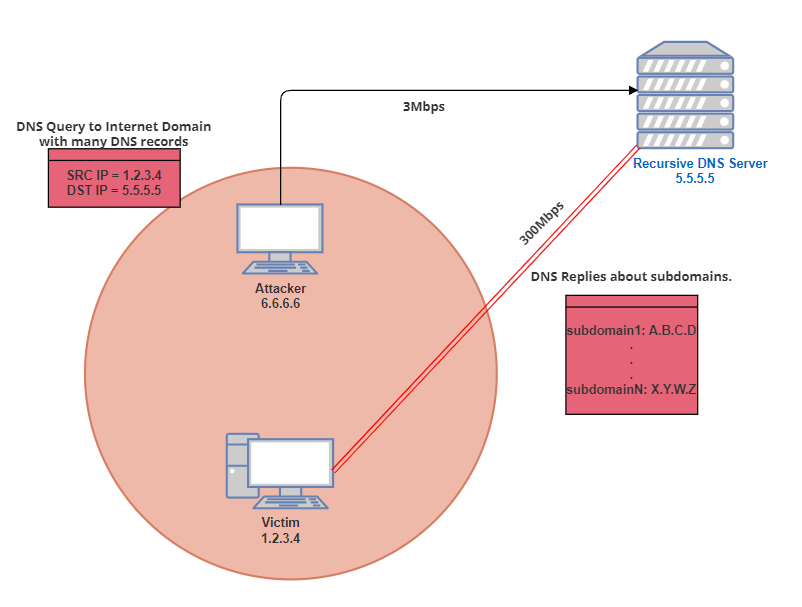 3Mbps
DNS Query to Internet Domain
with many DNS records
SRC IP = 1.2.3.4
DST IP = 5.5.5.5
Recursive DNS Server
5.5.5.5
300Mbps
Attacker
6.6.6.6
DNS Replies about subdomains.
subdomain1: A.B.C.D
.
.
.
subdomainN: X.Y.W.Z
Victim
1.2.3.4